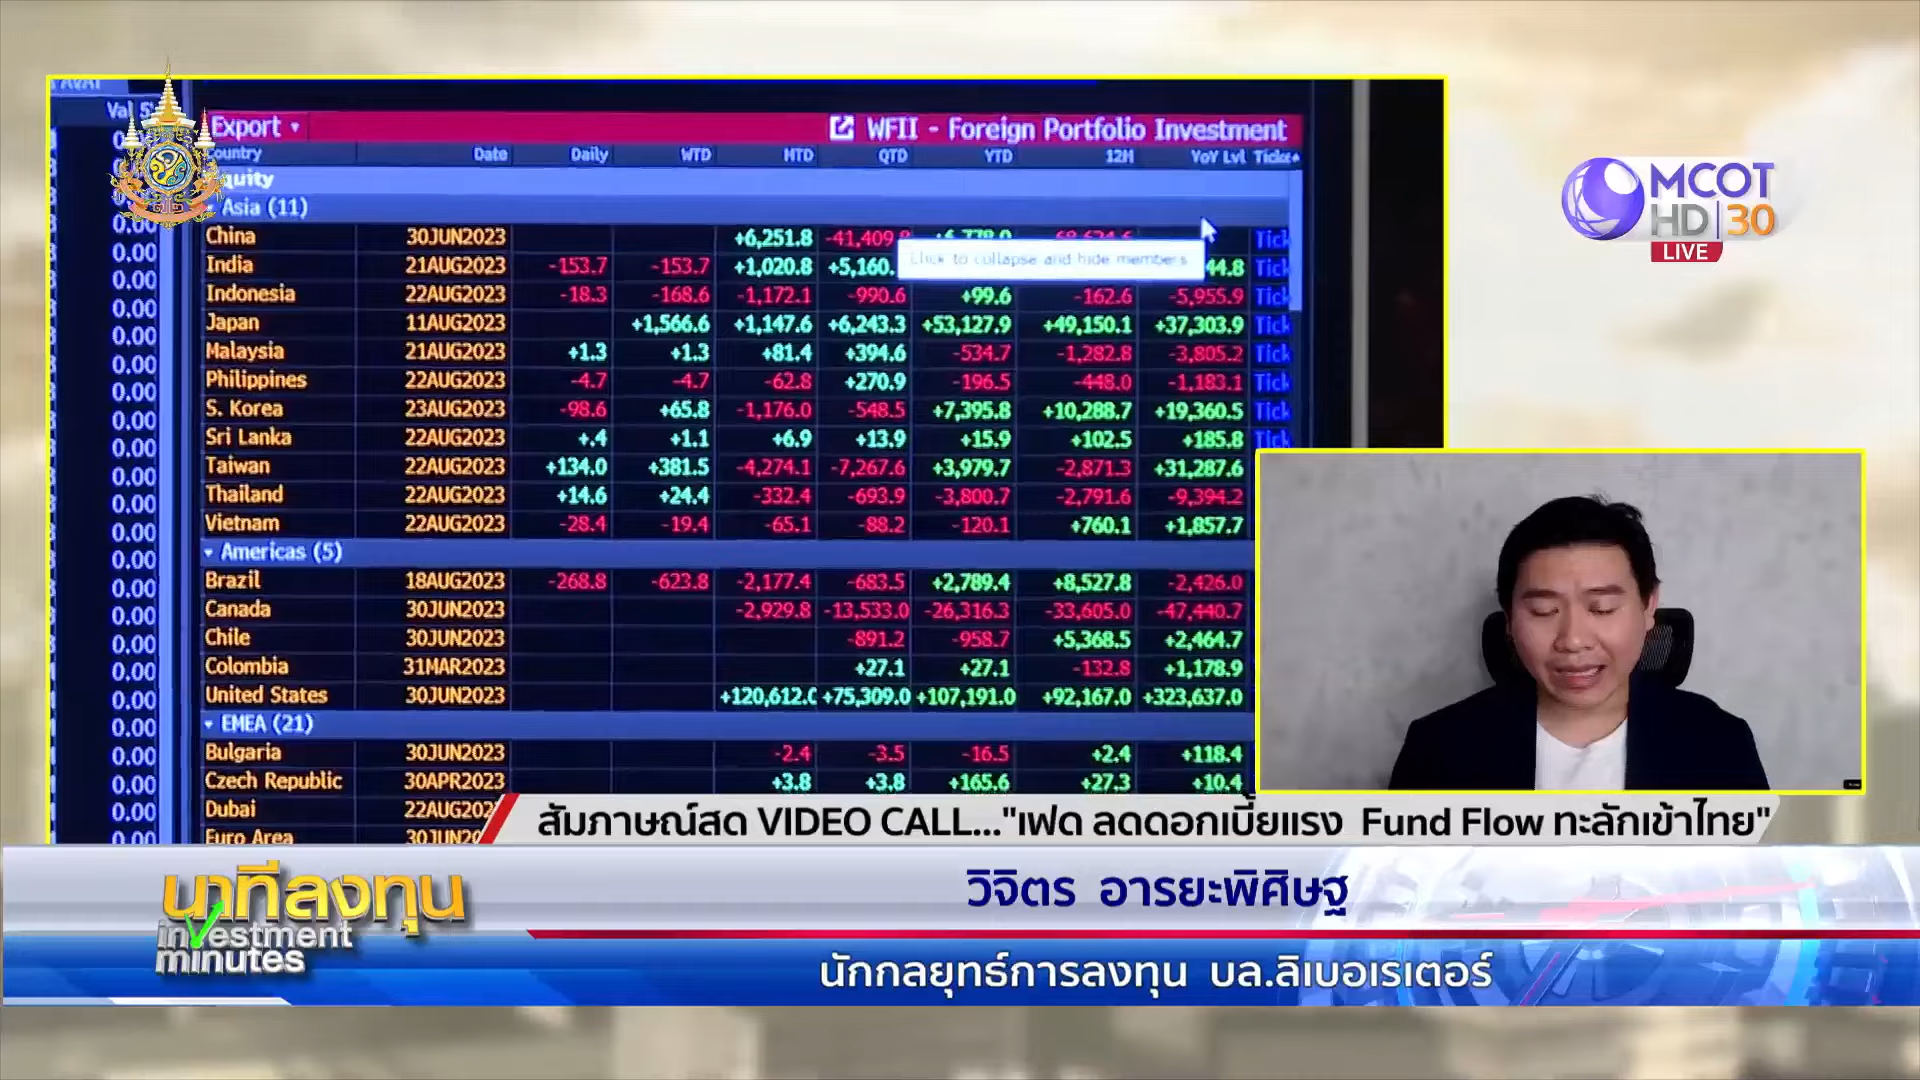 Export
WFII - Foreign Portfolio Investment
Country Date Daily WTD MTD QTD YTD 12M YoY Lvl
Asia (11)
China 30JUN2023 +6,251.8
India 21AUG2023 -153.7 -153.7 +1,020.8
Click to collapse and hide members
Indonesia 22AUG2023 -18.3 -168.6 -1,172.1 -990.6 +99.6 -162.6 -5,955.9
Japan 11AUG2023 +1,566.6 +1,147.6 +6,243.3 +53,127.9 +49,150.1 +37,303.9
Malaysia 21AUG2023 +1.3 +1.3 +81.4 +394.6 -534.7 -1,282.8 -3,805.2
Philippines 22AUG2023 -4.7 -4.7 -62.8 +270.9 -196.5 -448.0 -1,183.1
S. Korea 23AUG2023 -98.6 +65.8 -1,176.0 -548.5 +7,395.8 +10,288.7 +19,360.5
Sri Lanka 22AUG2023 +.4 +1.1 +6.9 +13.9 +15.9 +102.5 +185.8
Taiwan 22AUG2023 +134.0 +381.5 -4,274.1 -7,267.6 +3,979.7 -2,871.3 +31,287.6
Thailand 22AUG2023 +14.6 +24.4 -332.4 -693.9 -3,800.7 -2,791.6 -9,394.2
Vietnam 22AUG2023 -28.4 -19.4 -65.1 -88.2 -120.1 +760.1 +1,857.7
Americas (5)
Brazil 18AUG2023 -268.8 -623.8 -2,177.4 -683.5 +2,789.4 +8,527.8 -2,426.0
Canada 30JUN2023 -2,929.8 -13,533.0 -26,316.3 -33,605.0 -47,440.7
Chile 30JUN2023 -891.2 -958.7 +5,368.5 +2,464.7
Colombia 31MAR2023 +27.1 +27.1 -132.8 +1,178.9
United States 30JUN2023 +120,612.0 +75,309.0 +107,191.0 +92,167.0 +323,637.0
EMEA (21)
Bulgaria 30JUN2023 -2.4 -3.5 -16.5 +2.4 +118.4
Czech Republic 30APR2023 +3.8 +3.8 +165.6 +27.3 +10.4
Dubai
Euro Area
MCOT
HD 30
LIVE
สัมภาษณ์สด VIDEO CALL..."เฟด ลดดอกเบี้ยแรง Fund Flow ทะลักเข้าไทย"
นาทีลงทุน
investment
minutes
วิจิตร อารยะพิศิษฐ
นักกลยุทธ์การลงทุน บล.ลิเบอเรเตอร์